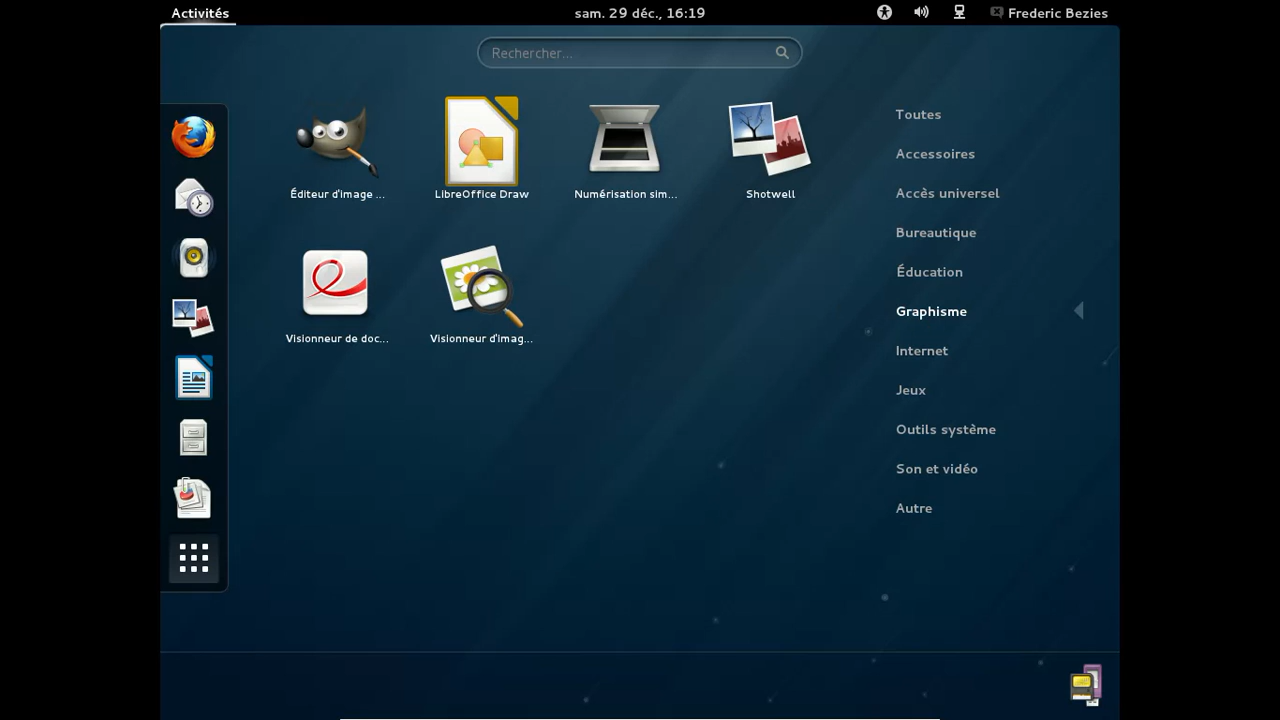 Activités
sam. 29 déc., 16:19
Frederic Bezies
Rechercher...
Éditeur d'image ...
LibreOffice Draw
Numérisation sim...
Shotwell
Visionneur de doc...
Visionneur d'imag...
Toutes
Accessoires
Accès universel
Bureautique
Éducation
Graphisme
Internet
Jeux
Outils système
Son et vidéo
Autre